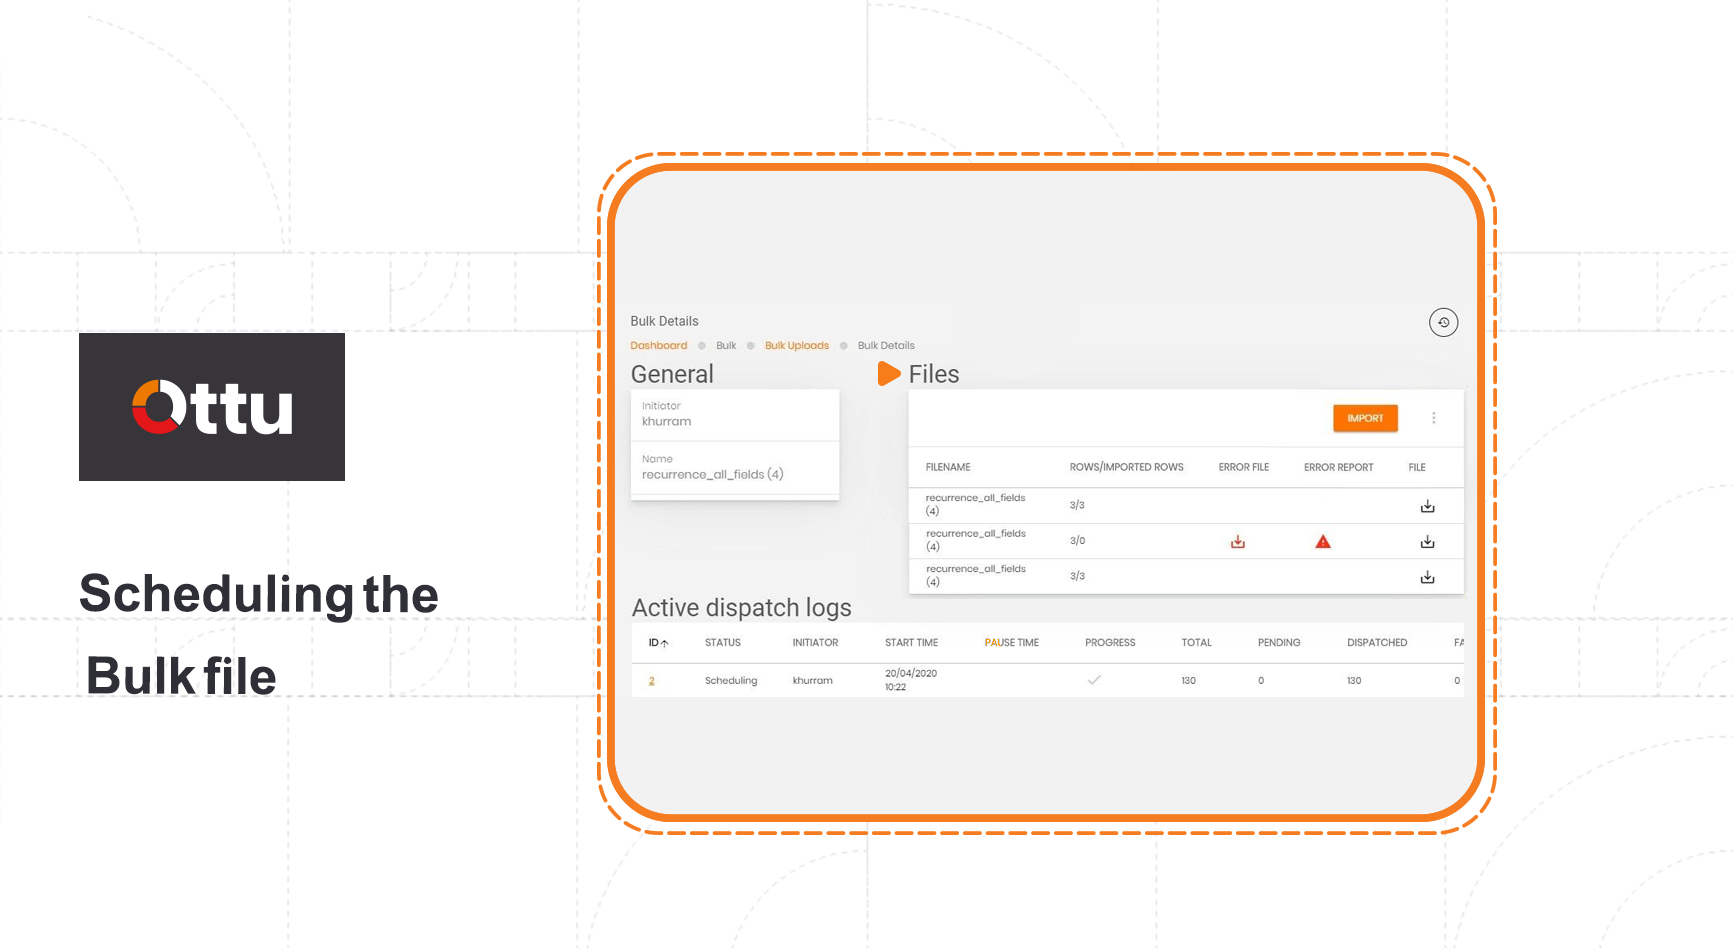 Ottu
Scheduling the
Bulk file
Bulk Details
Dashboard Bulk Bulk Uploads Bulk Details
General
Initiator
khurram
Name
recurrence_all_fields (4)
Files
IMPORT
FILENAME ROWS/IMPORTED ROWS ERROR FILE ERROR REPORT FILE
recurrence_all_fields
(4) 3/3
recurrence_all_fields
(4) 3/0
recurrence_all_fields
(4) 3/3
Active dispatch logs
ID STATUS INITIATOR START TIME PAUSE TIME PROGRESS TOTAL PENDING DISPATCHED FA
2 Scheduling khurram 20/04/2020 130 0 130 0
10:22